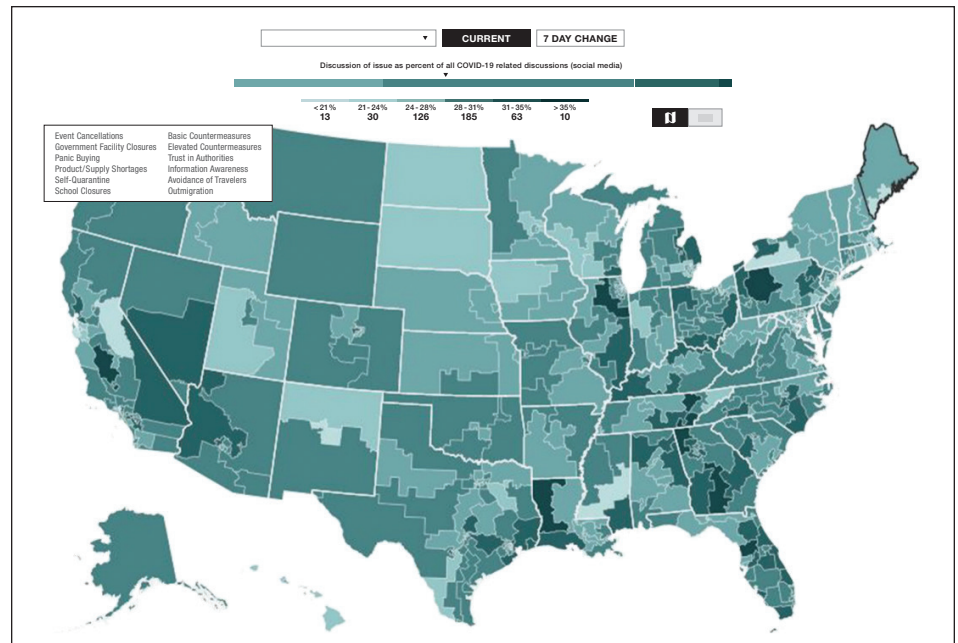 CURRENT
7 DAY CHANGE
Discussion of issue as percent of all COVID-19 related discussions (social media)
<21% 21-24% 24-28% 28-31% 31-35% >35%
13 30 126 185 63 10
Event Cancellations Basic Countermeasures
Government Facility Closures Elevated Countermeasures
Panic Buying Trust in Authorities
Product/Supply Shortages Information Awareness
Self-Quarantine Avoidance of Travelers
School Closures Outmigration